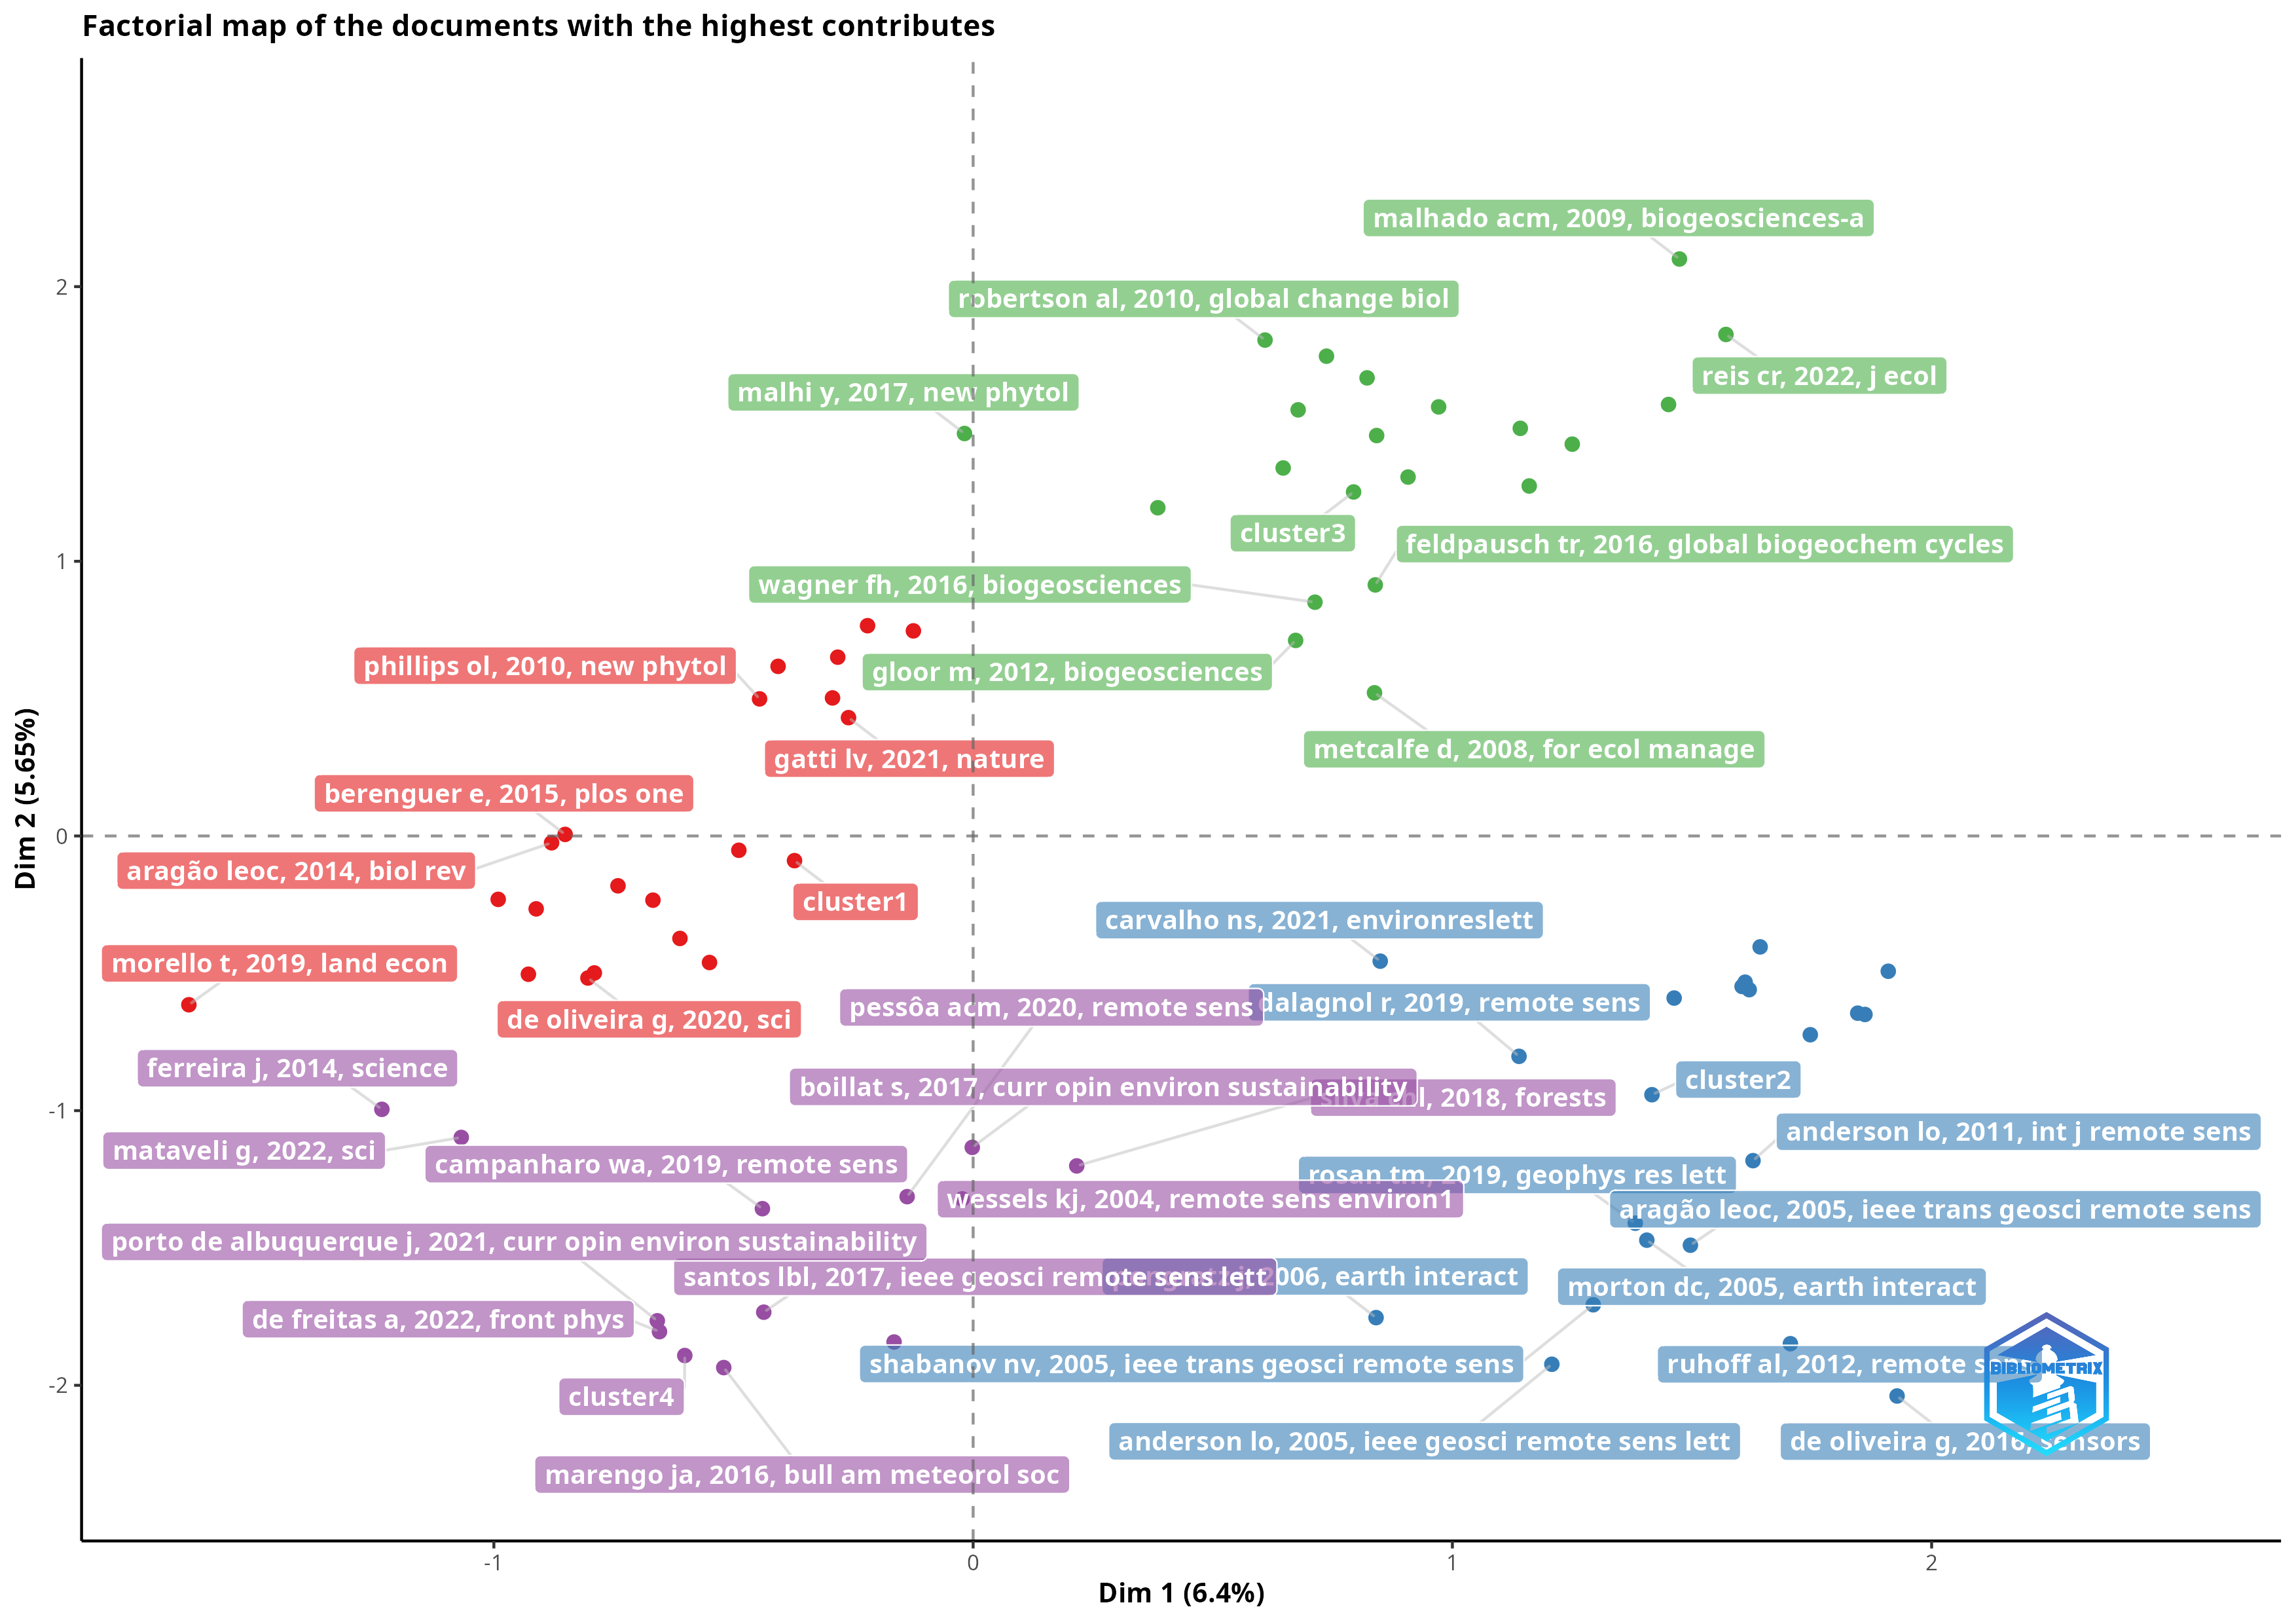 Factorial map of the documents with the highest contributes
malhado acm, 2009, biogeosciences-a
2
robertson al, 2010, global change biol
reis cr, 2022, j ecol
malhi y, 2017, new phytol
cluster3
feldpausch tr, 2016, global biogeochem cycles
1
wagner fh, 2016, biogeosciences
phillips ol, 2010, new phytol
gloor m, 2012, biogeosciences
metcalfe d, 2008, for ecol manage
gatti lv, 2021, nature
Dim 2 (5.65%)
berenguer e, 2015, plos one
0
aragão leoc, 2014, biol rev
cluster1
carvalho ns, 2021, environreslett
morello t, 2019, land econ
pessôa acm, 2020, remote sens
dalagnol r, 2019, remote sens
de oliveira g, 2020, sci
ferreira j, 2014, science
cluster2
boillat s, 2017, curr opin environ sustainability
2018, forests
-1
anderson lo, 2011, int j remote sens
mataveli g, 2022, sci
campanharo wa, 2019, remote sens
rosan tm, 2019, geophys res lett
wessels kj, 2004, remote sens environ1
aragão leoc, 2005, ieee trans geosci remote sens
porto de albuquerque j, 2021, curr opin environ sustainability
santos lbl, 2017, ieee geosci remote sens lett
2006, earth interact
morton dc, 2005, earth interact
de freitas a, 2022, front phys
shabanov nv, 2005, ieee trans geosci remote sens
ruhoff al, 2012, remote
BIBLIOMETRIX
-2
cluster4
anderson lo, 2005, ieee geosci remote sens lett
de oliveira g, 2016, sensors
marengo ja, 2016, bull am meteorol soc
-1
0
1
2
Dim 1 (6.4%)